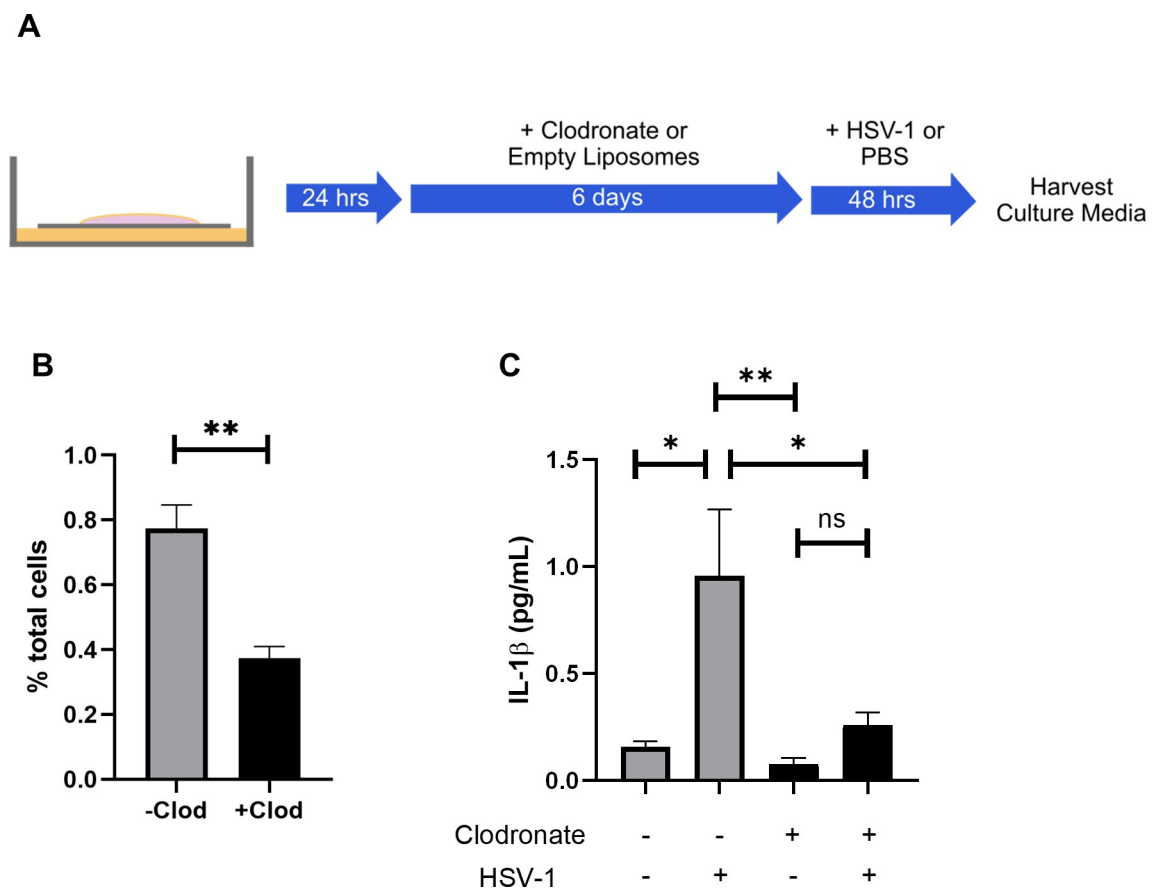 A
+ Clodronate or
Empty Liposomes
+ HSV-1 or
PBS
24 hrs
6 days
48 hrs
Harvest
Culture Media
B
**
1.0
0.8
0.6
0.4
0.2
0.0
% total cells
-Clod
+Clod
C
**
*
*
ns
1.5
1.0
0.5
0.0
IL-1β (pg/mL)
Clodronate - - + +
HSV-1 - + - +